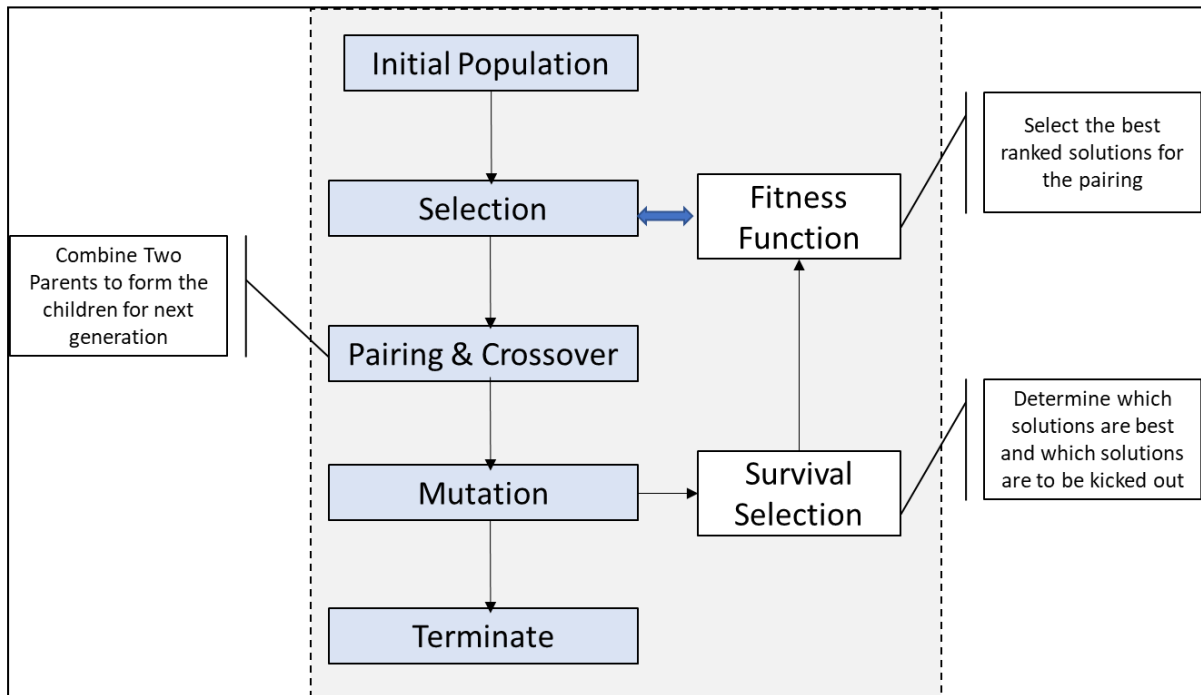 Initial Population
Selection
Fitness
Function
Select the best
ranked solutions for
the pairing
Combine Two
Parents to form the
children for next
generation
Pairing & Crossover
Mutation
Survival
Selection
Determine which
solutions are best
and which solutions
are to be kicked out
Terminate